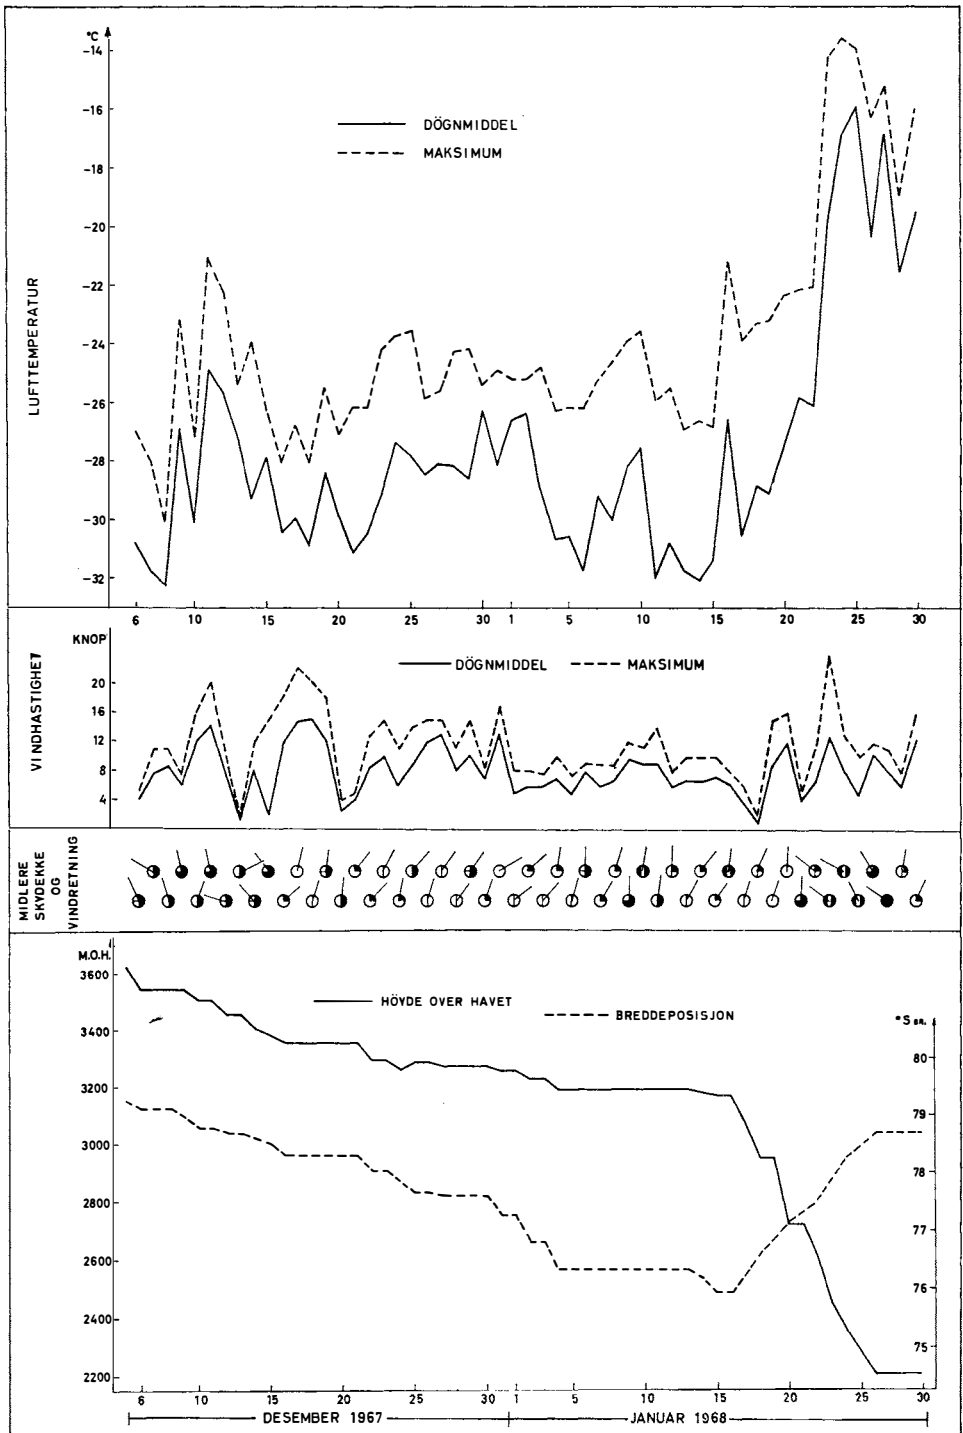 °C
-14
-16
-18
-20
-22
-24
-26
-28
-30
-32
LUFTTEMPERATUR
DÖGNMIDDEL
MAKSIMUM
6 10 15 20 25 30 1 5 10 15 20 25 30
KNOP
20
16
12
8
4
VINDHASTIGHET
DÖGNMIDDEL MAKSIMUM
MIDLERE
SKYDEKKE
OG
VINDRETNING
M.O.H.
3600
3400
3200
3000
2800
2600
2400
2200
HÖYDE OVER HAVET
BREDDEPOSISJON
°S BR.
80
79
78
77
76
75
6 10 15 20 25 30 1 5 10 15 20 25 30
DESEMBER 1967 JANUAR 1968